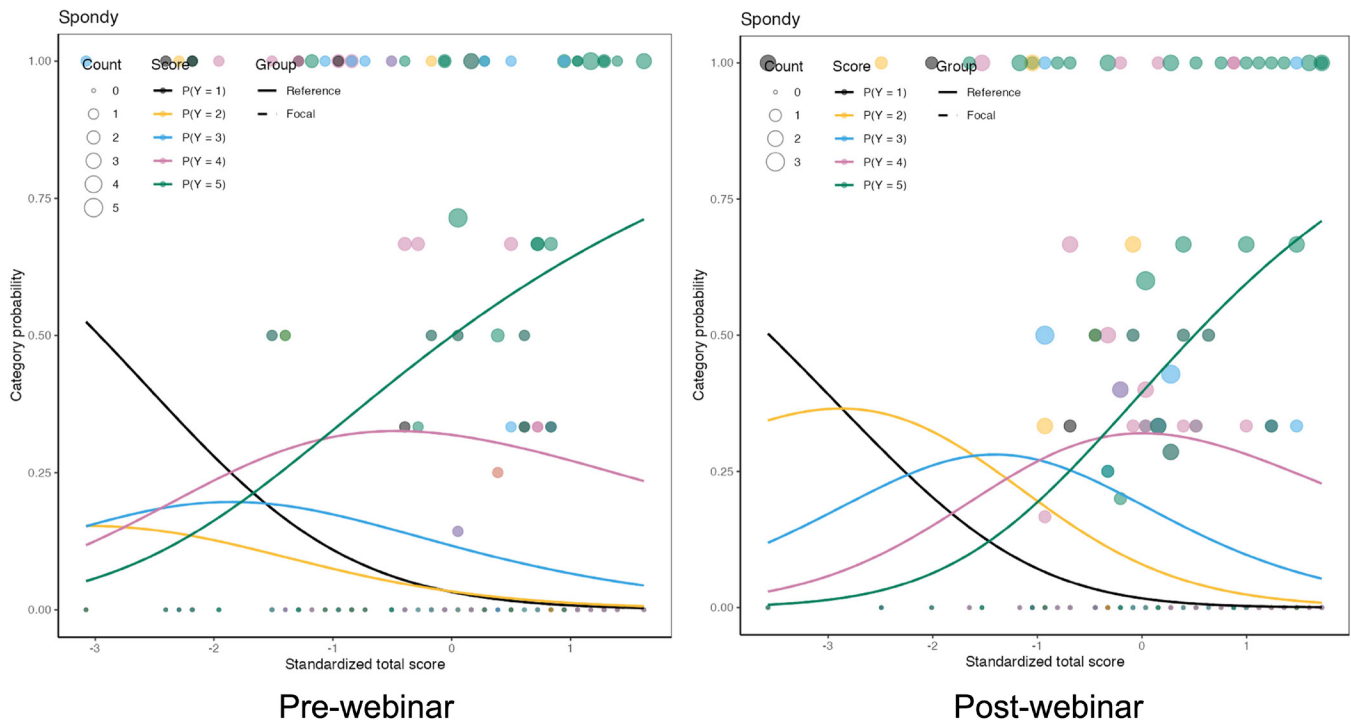 Spondy
Count Score Group
0 P(Y = 1) Reference
1 P(Y = 2) Focal
2 P(Y = 3)
3 P(Y = 4)
4 P(Y = 5)
5
Category probability
1.00
0.75
0.50
0.25
0.00
-3 -2 -1 0 1
Standardized total score
Pre-webinar
Spondy
Count Score Group
0 P(Y = 1) Reference
1 P(Y = 2) Focal
2 P(Y = 3)
3 P(Y = 4)
P(Y = 5)
Category probability
1.00
0.75
0.50
0.25
0.00
-3 -2 -1 0 1
Standardized total score
Post-webinar